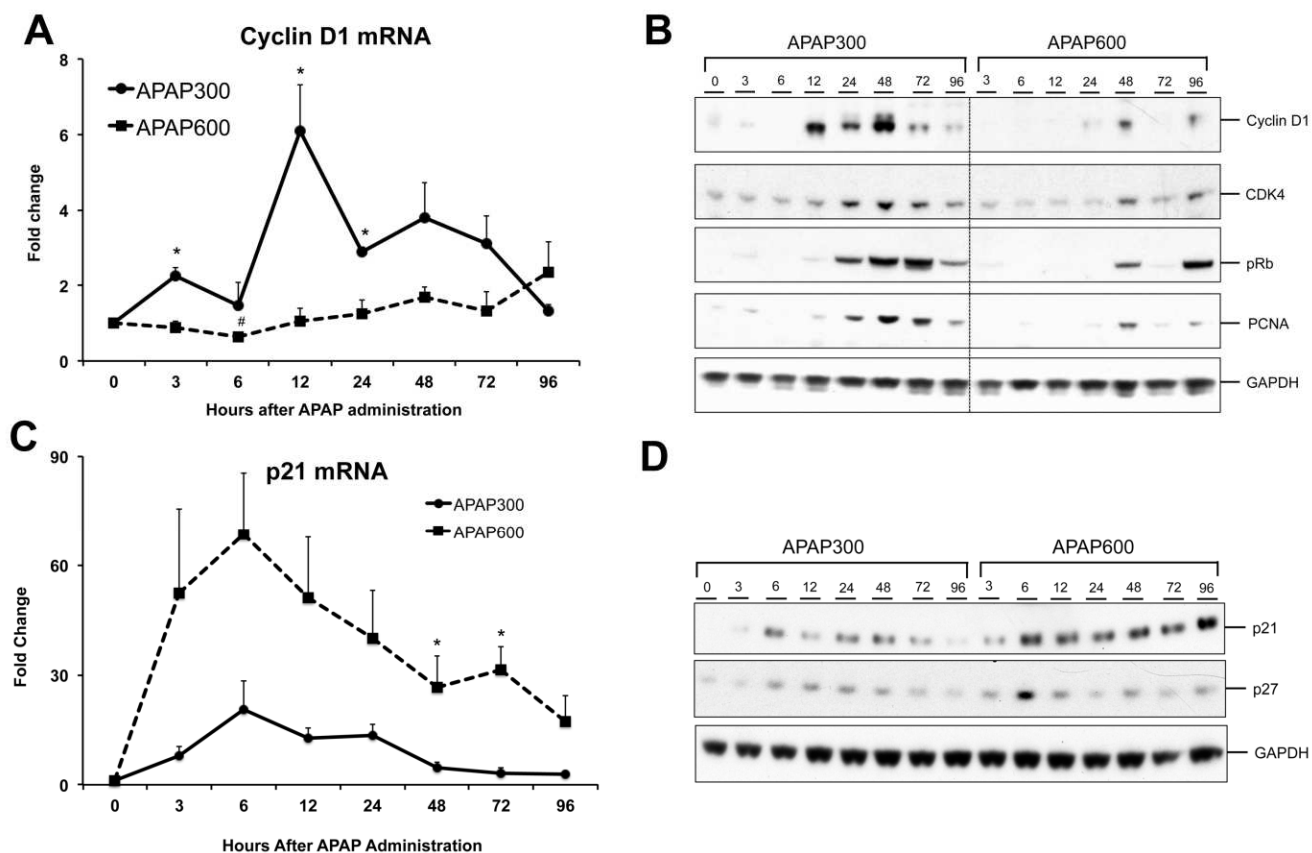 A
Cyclin D1 mRNA
8
6
4
2
0
Fold change
APAP300
APAP600
*
*
*
#
0 3 6 12 24 48 72 96
Hours after APAP administration
B
APAP300 APAP600
0 3 6 12 24 48 72 96 3 6 12 24 48 72 96
Cyclin D1
CDK4
pRb
PCNA
GAPDH
C
p21 mRNA
90
60
30
0
Fold Change
APAP300
APAP600
* *
0 3 6 12 24 48 72 96
Hours After APAP Administration
D
APAP300 APAP600
0 3 6 12 24 48 72 96 3 6 12 24 48 72 96
p21
p27
GAPDH